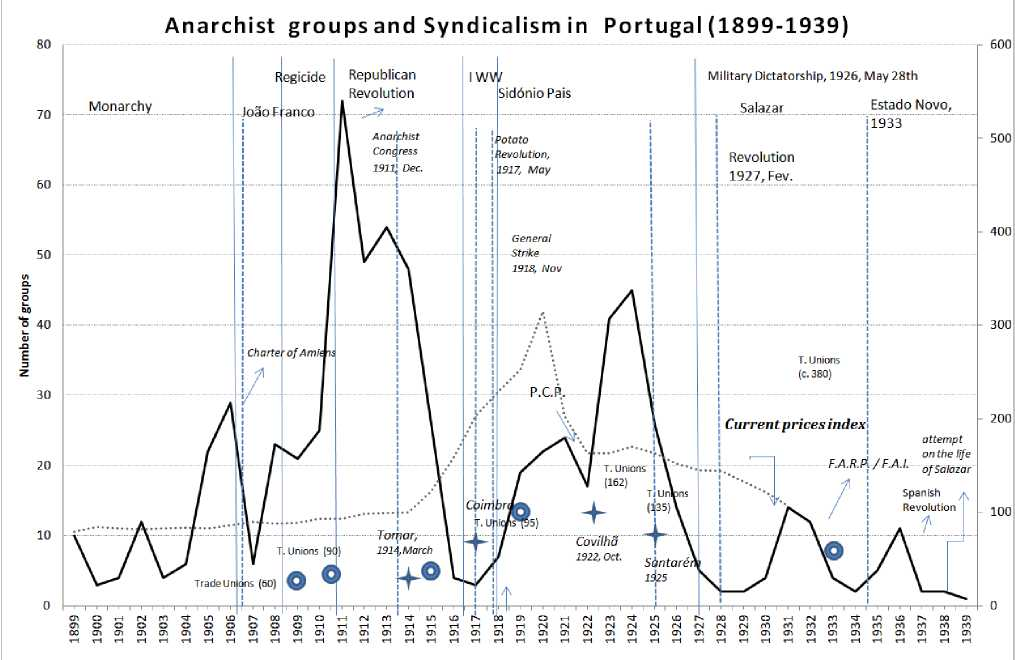 Anarchist groups and Syndicalism in Portugal (1899-1939)
80
70
60
50
40
30
20
10
0
Number of groups
600
500
400
300
200
100
0
Monarchy
João Franco
Regicide
Republican
Revolution
I WW
Sidónio Pais
Military Dictatorship, 1926, May 28th
Salazar
Estado Novo,
1933
Anarchist
Congress
1911, Dec.
Potato
Revolution,
1917, May
Revolution
1927, Fev.
General
Strike
1918, Nov
Charter of Amiens
P.C.P.
T. Unions
(c. 380)
Current prices index
F.A.R.P. / F.A.I.
attempt
on the life
of Salazar
Spanish
Revolution
T. Unions
(162)
T. Unions
(135)
Coimbra
T. Unions (95)
Tomar,
1914,March
Covilhã
1922, Oct.
Santarém
1925
T. Unions (90)
Trade Unions (60)
1899
1900
1901
1902
1903
1904
1905
1906
1907
1908
1909
1910
1911
1912
1913
1914
1915
1916
1917
1918
1919
1920
1921
1922
1923
1924
1925
1926
1927
1928
1929
1930
1931
1932
1933
1934
1935
1936
1937
1938
1939